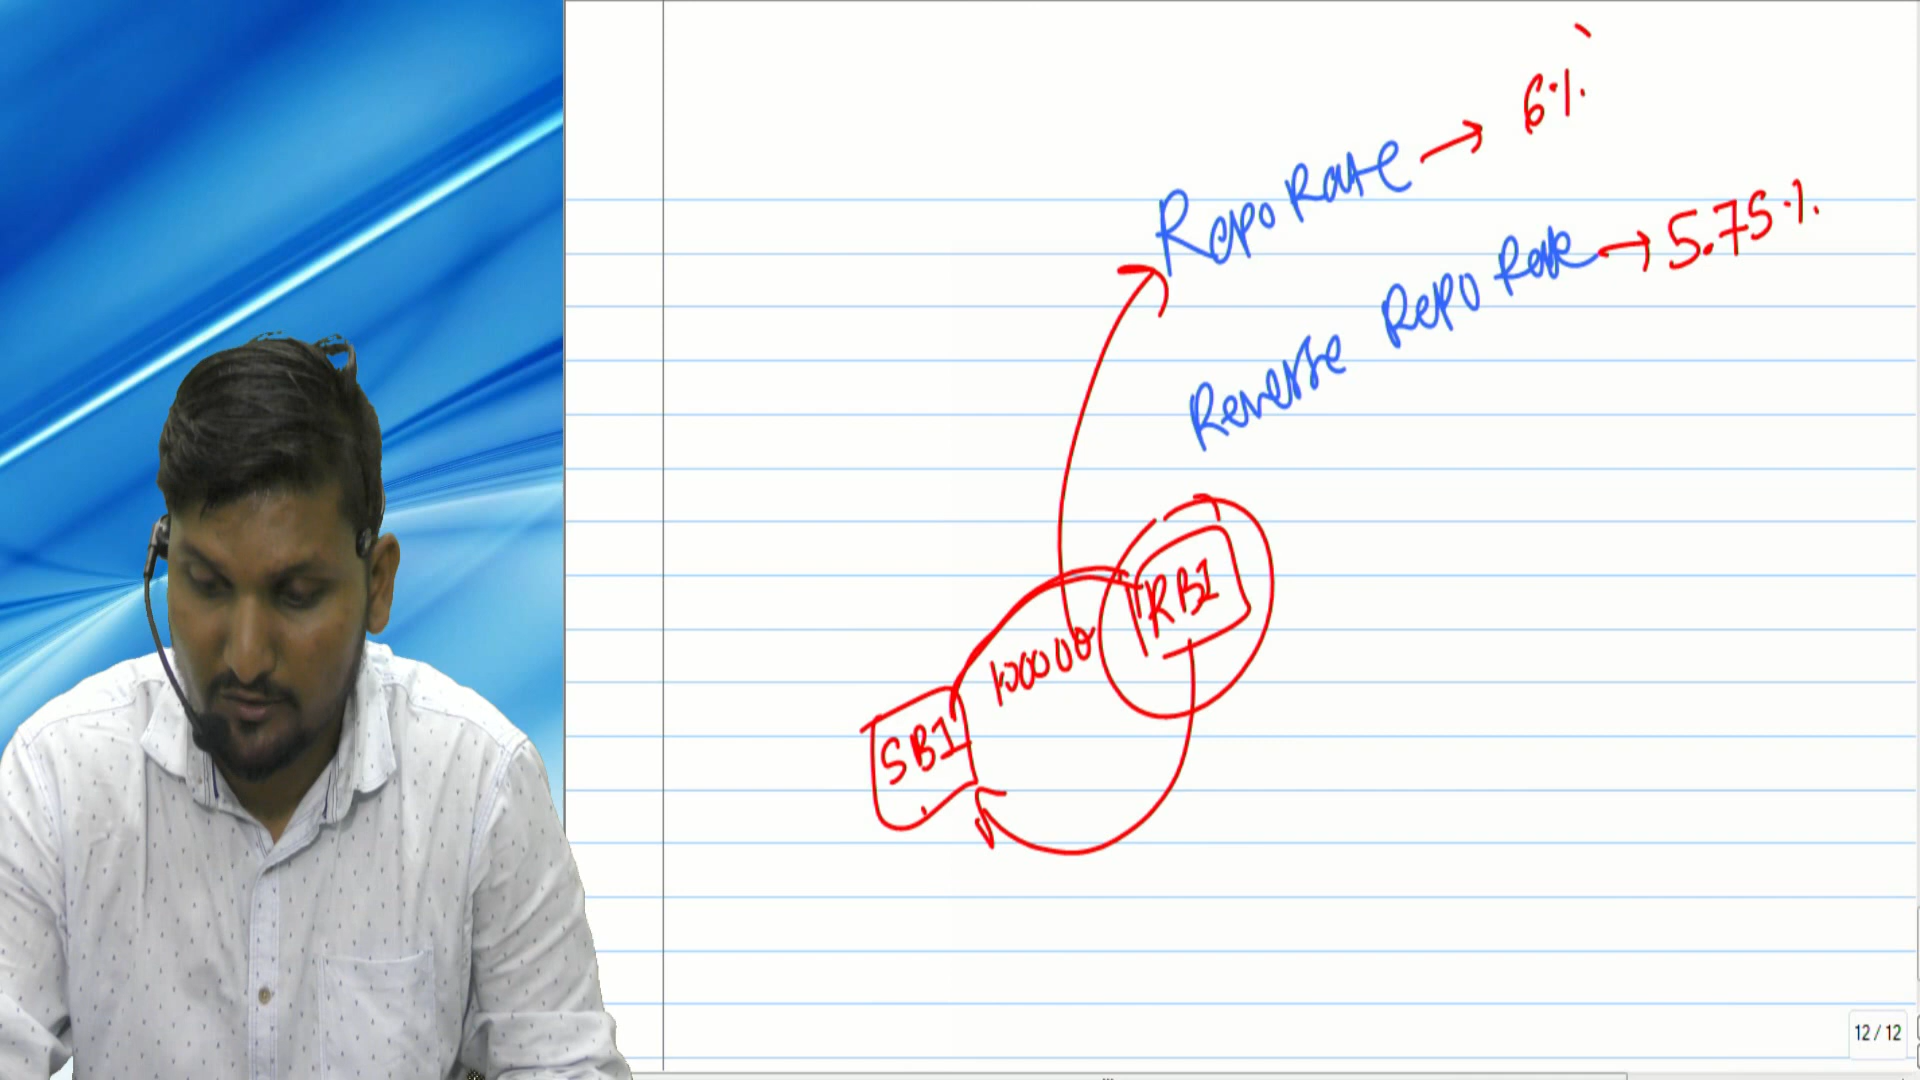 Repo Rate → 6%
Reverse Repo Rate → 5.75%
RBI
100000
SBI
12 / 12